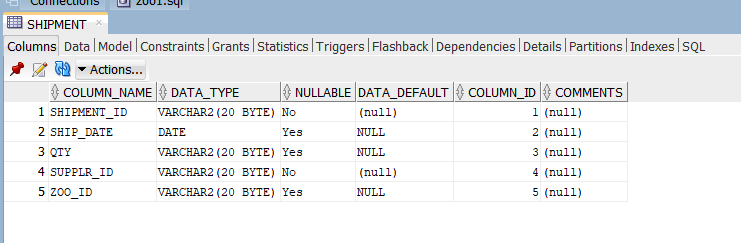 Connections zoo1.sql
SHIPMENT
Columns Data Model Constraints Grants Statistics Triggers Flashback Dependencies Details Partitions Indexes SQL
Actions...
COLUMN_NAME DATA_TYPE NULLABLE DATA_DEFAULT COLUMN_ID COMMENTS
1 SHIPMENT_ID VARCHAR2(20 BYTE) No (null) 1 (null)
2 SHIP_DATE DATE Yes NULL 2 (null)
3 QTY VARCHAR2(20 BYTE) Yes NULL 3 (null)
4 SUPPLR_ID VARCHAR2(20 BYTE) No (null) 4 (null)
5 ZOO_ID VARCHAR2(20 BYTE) Yes NULL 5 (null)